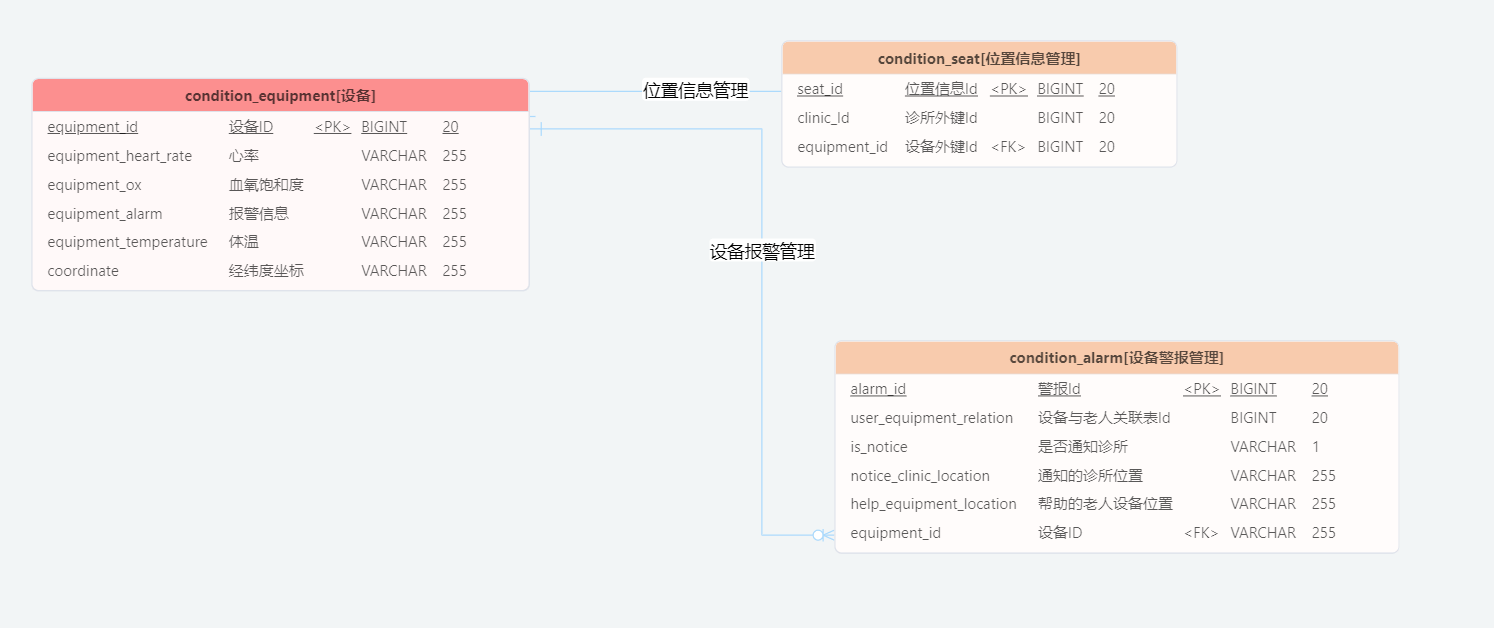 condition_equipment[设备]
equipment_id 设备ID <PK> BIGINT 20
equipment_heart_rate 心率 VARCHAR 255
equipment_ox 血氧饱和度 VARCHAR 255
equipment_alarm 报警信息 VARCHAR 255
equipment_temperature 体温 VARCHAR 255
coordinate 经纬度坐标 VARCHAR 255
位置信息管理
condition_seat[位置信息管理]
seat_id 位置信息Id <PK> BIGINT 20
clinic_Id 诊所外键Id BIGINT 20
equipment_id 设备外键Id <FK> BIGINT 20
设备报警管理
condition_alarm[设备警报管理]
alarm_id 警报Id <PK> BIGINT 20
user_equipment_relation 设备与老人关联表Id BIGINT 20
is_notice 是否通知诊所 VARCHAR 1
notice_clinic_location 通知的诊所位置 VARCHAR 255
help_equipment_location 帮助的老人设备位置 VARCHAR 255
equipment_id 设备ID <FK> VARCHAR 255